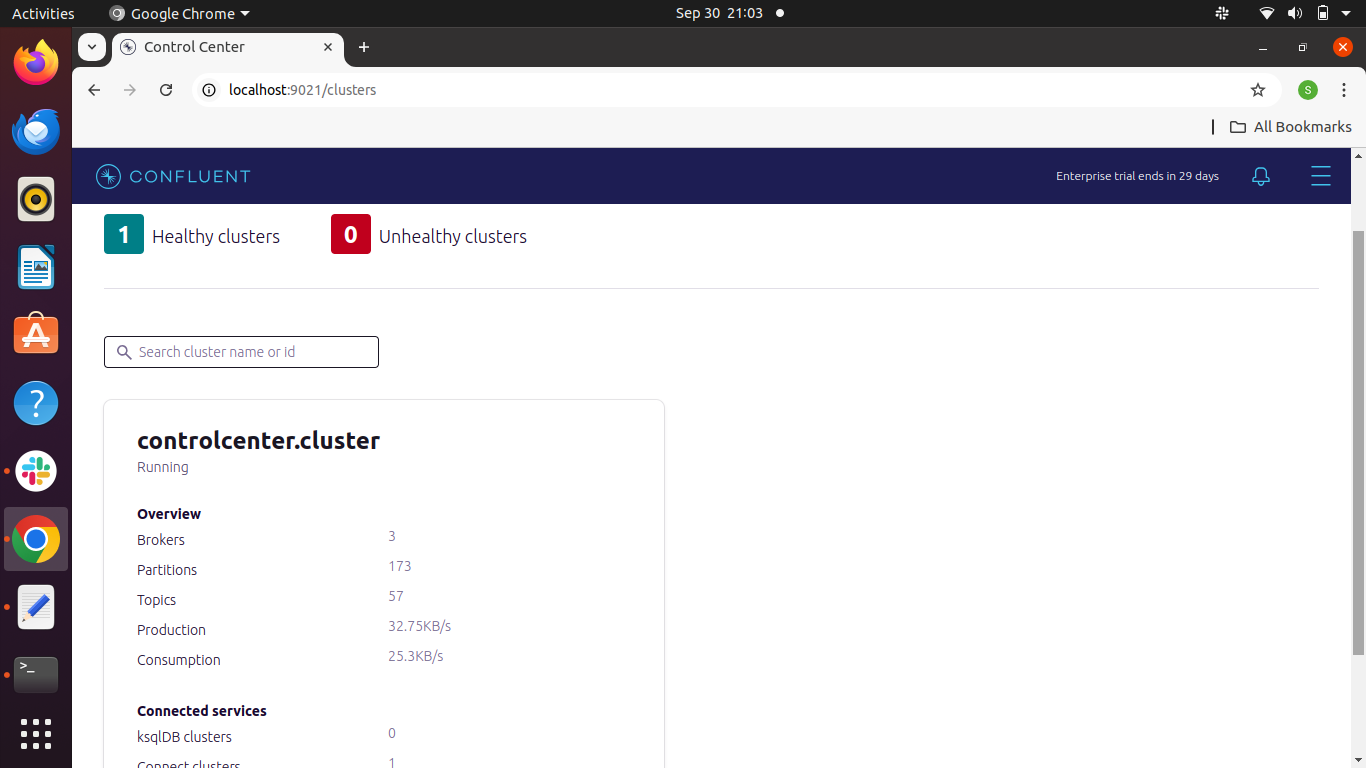 Activities Google Chrome Sep 30 21:03
Control Center
localhost:9021/clusters S
All Bookmarks
CONFLUENT Enterprise trial ends in 29 days
1 Healthy clusters 0 Unhealthy clusters
Search cluster name or id
controlcenter.cluster
Running
Overview
Brokers 3
Partitions 173
Topics 57
Production 32.75KB/s
Consumption 25.3KB/s
Connected services
ksqlDB clusters 0
Connect clusters 1